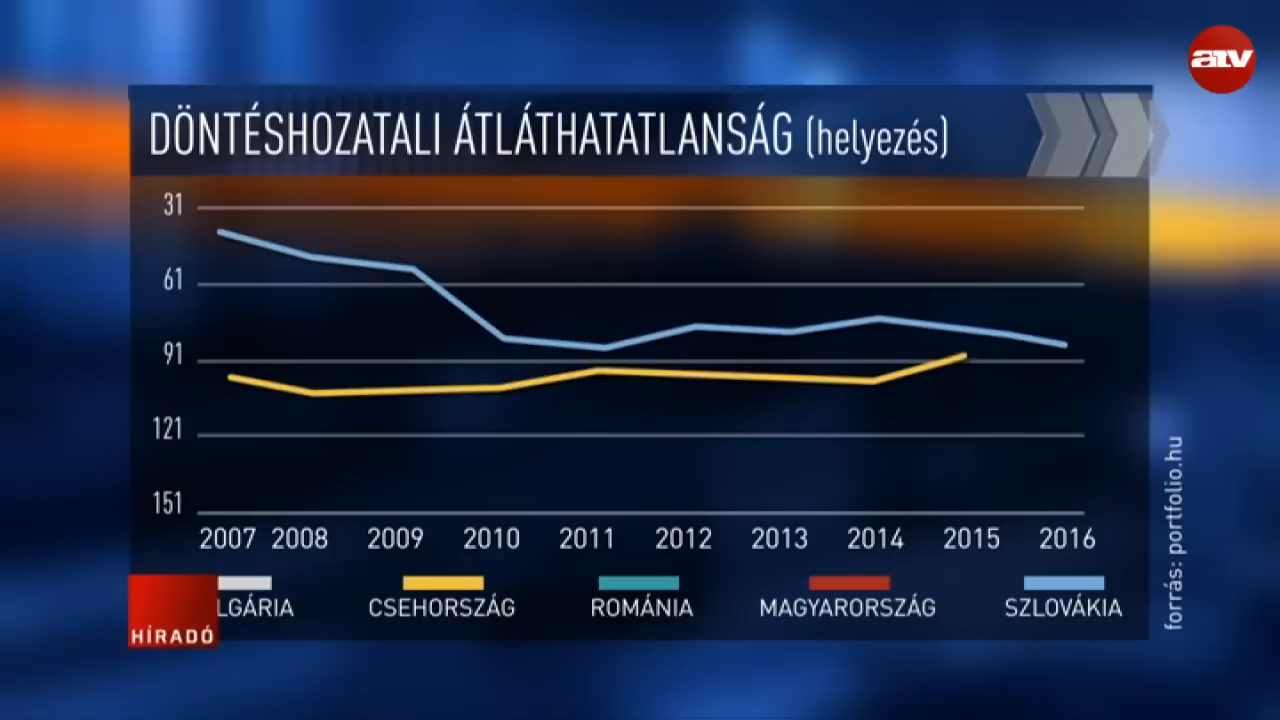 atv
DÖNTÉSHOZATALI ÁTLÁTHATATLANSÁG (helyezés)
31
61
91
121
151
2007 2008 2009 2010 2011 2012 2013 2014 2015 2016
LGÁRIA CSEHORSZÁG ROMÁNIA MAGYARORSZÁG SZLOVÁKIA
HÍRADÓ
forrás: portfolio.hu